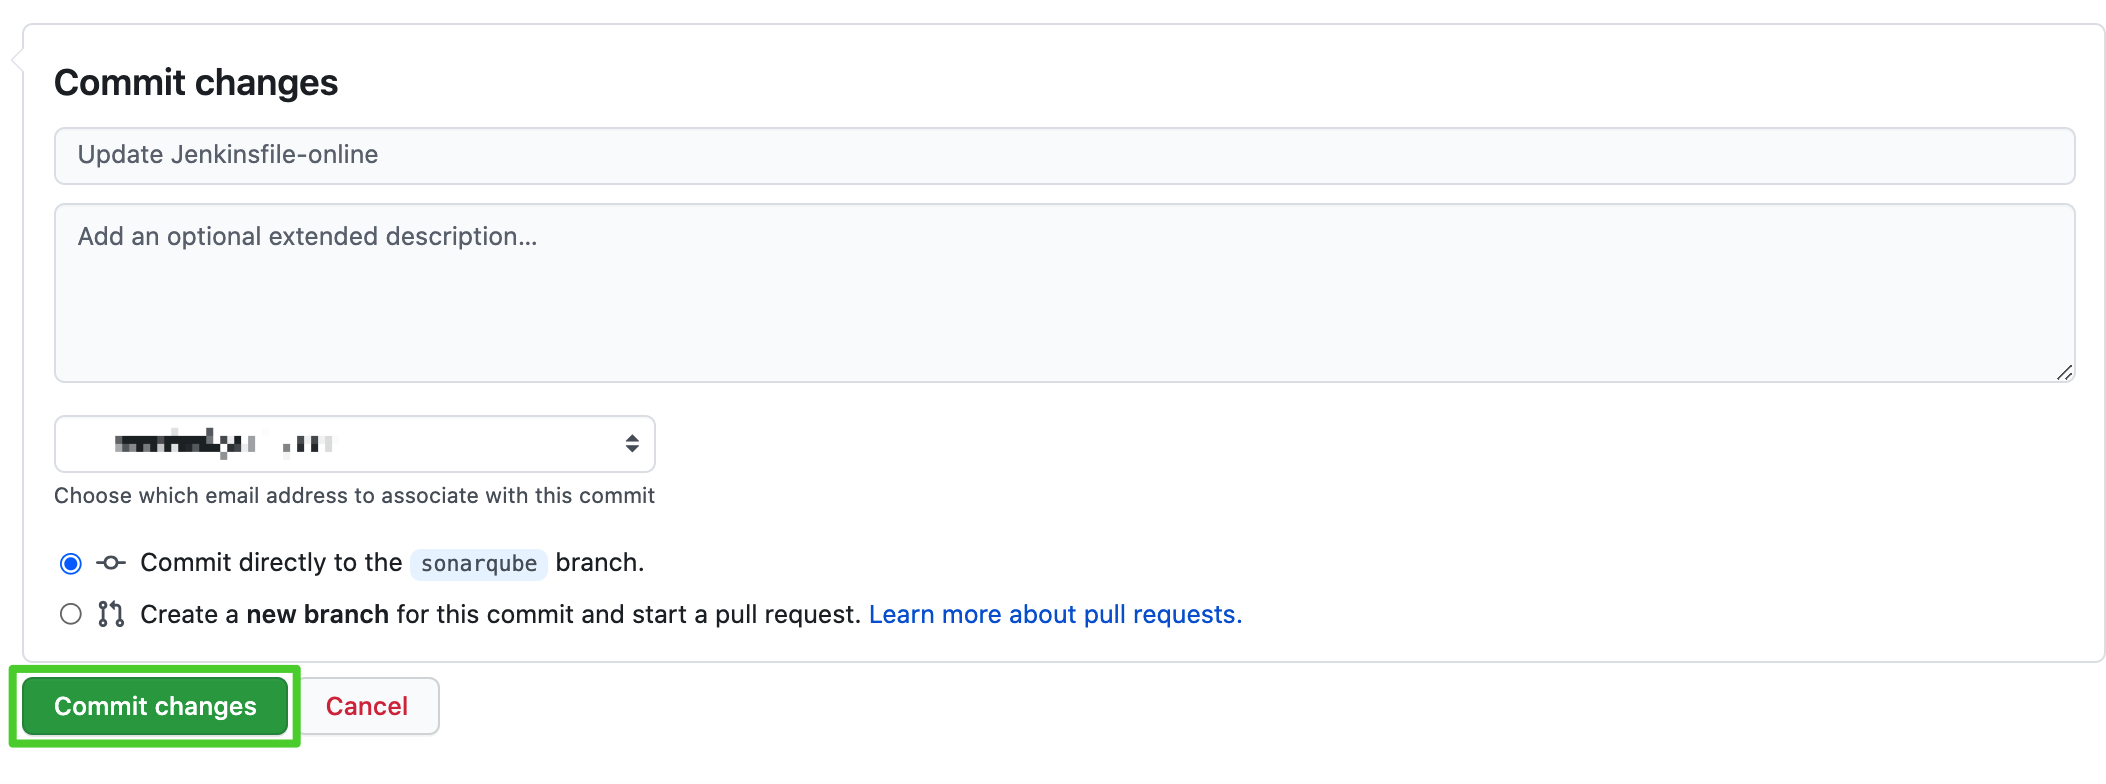 Commit changes
Update Jenkinsfile-online
Add an optional extended description...
Choose which email address to associate with this commit
Commit directly to the sonarqube branch.
Create a new branch for this commit and start a pull request. Learn more about pull requests.
Commit changes Cancel